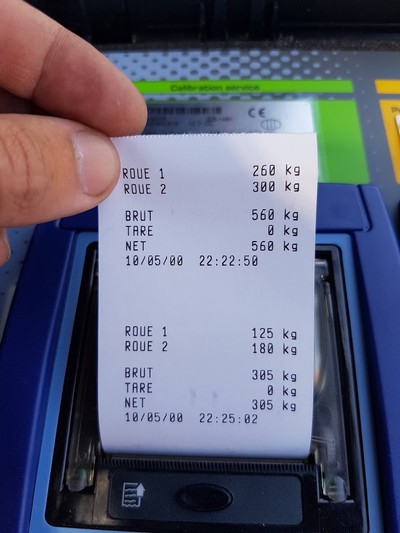 Calibration service
CE
ROUE 1 260 kg
ROUE 2 300 kg
BRUT 560 kg
TARE 0 kg
NET 560 kg
10/05/00 22:22:50
ROUE 1 125 kg
ROUE 2 180 kg
BRUT 305 kg
TARE 0 kg
NET 305 kg
10/05/00 22:25:02